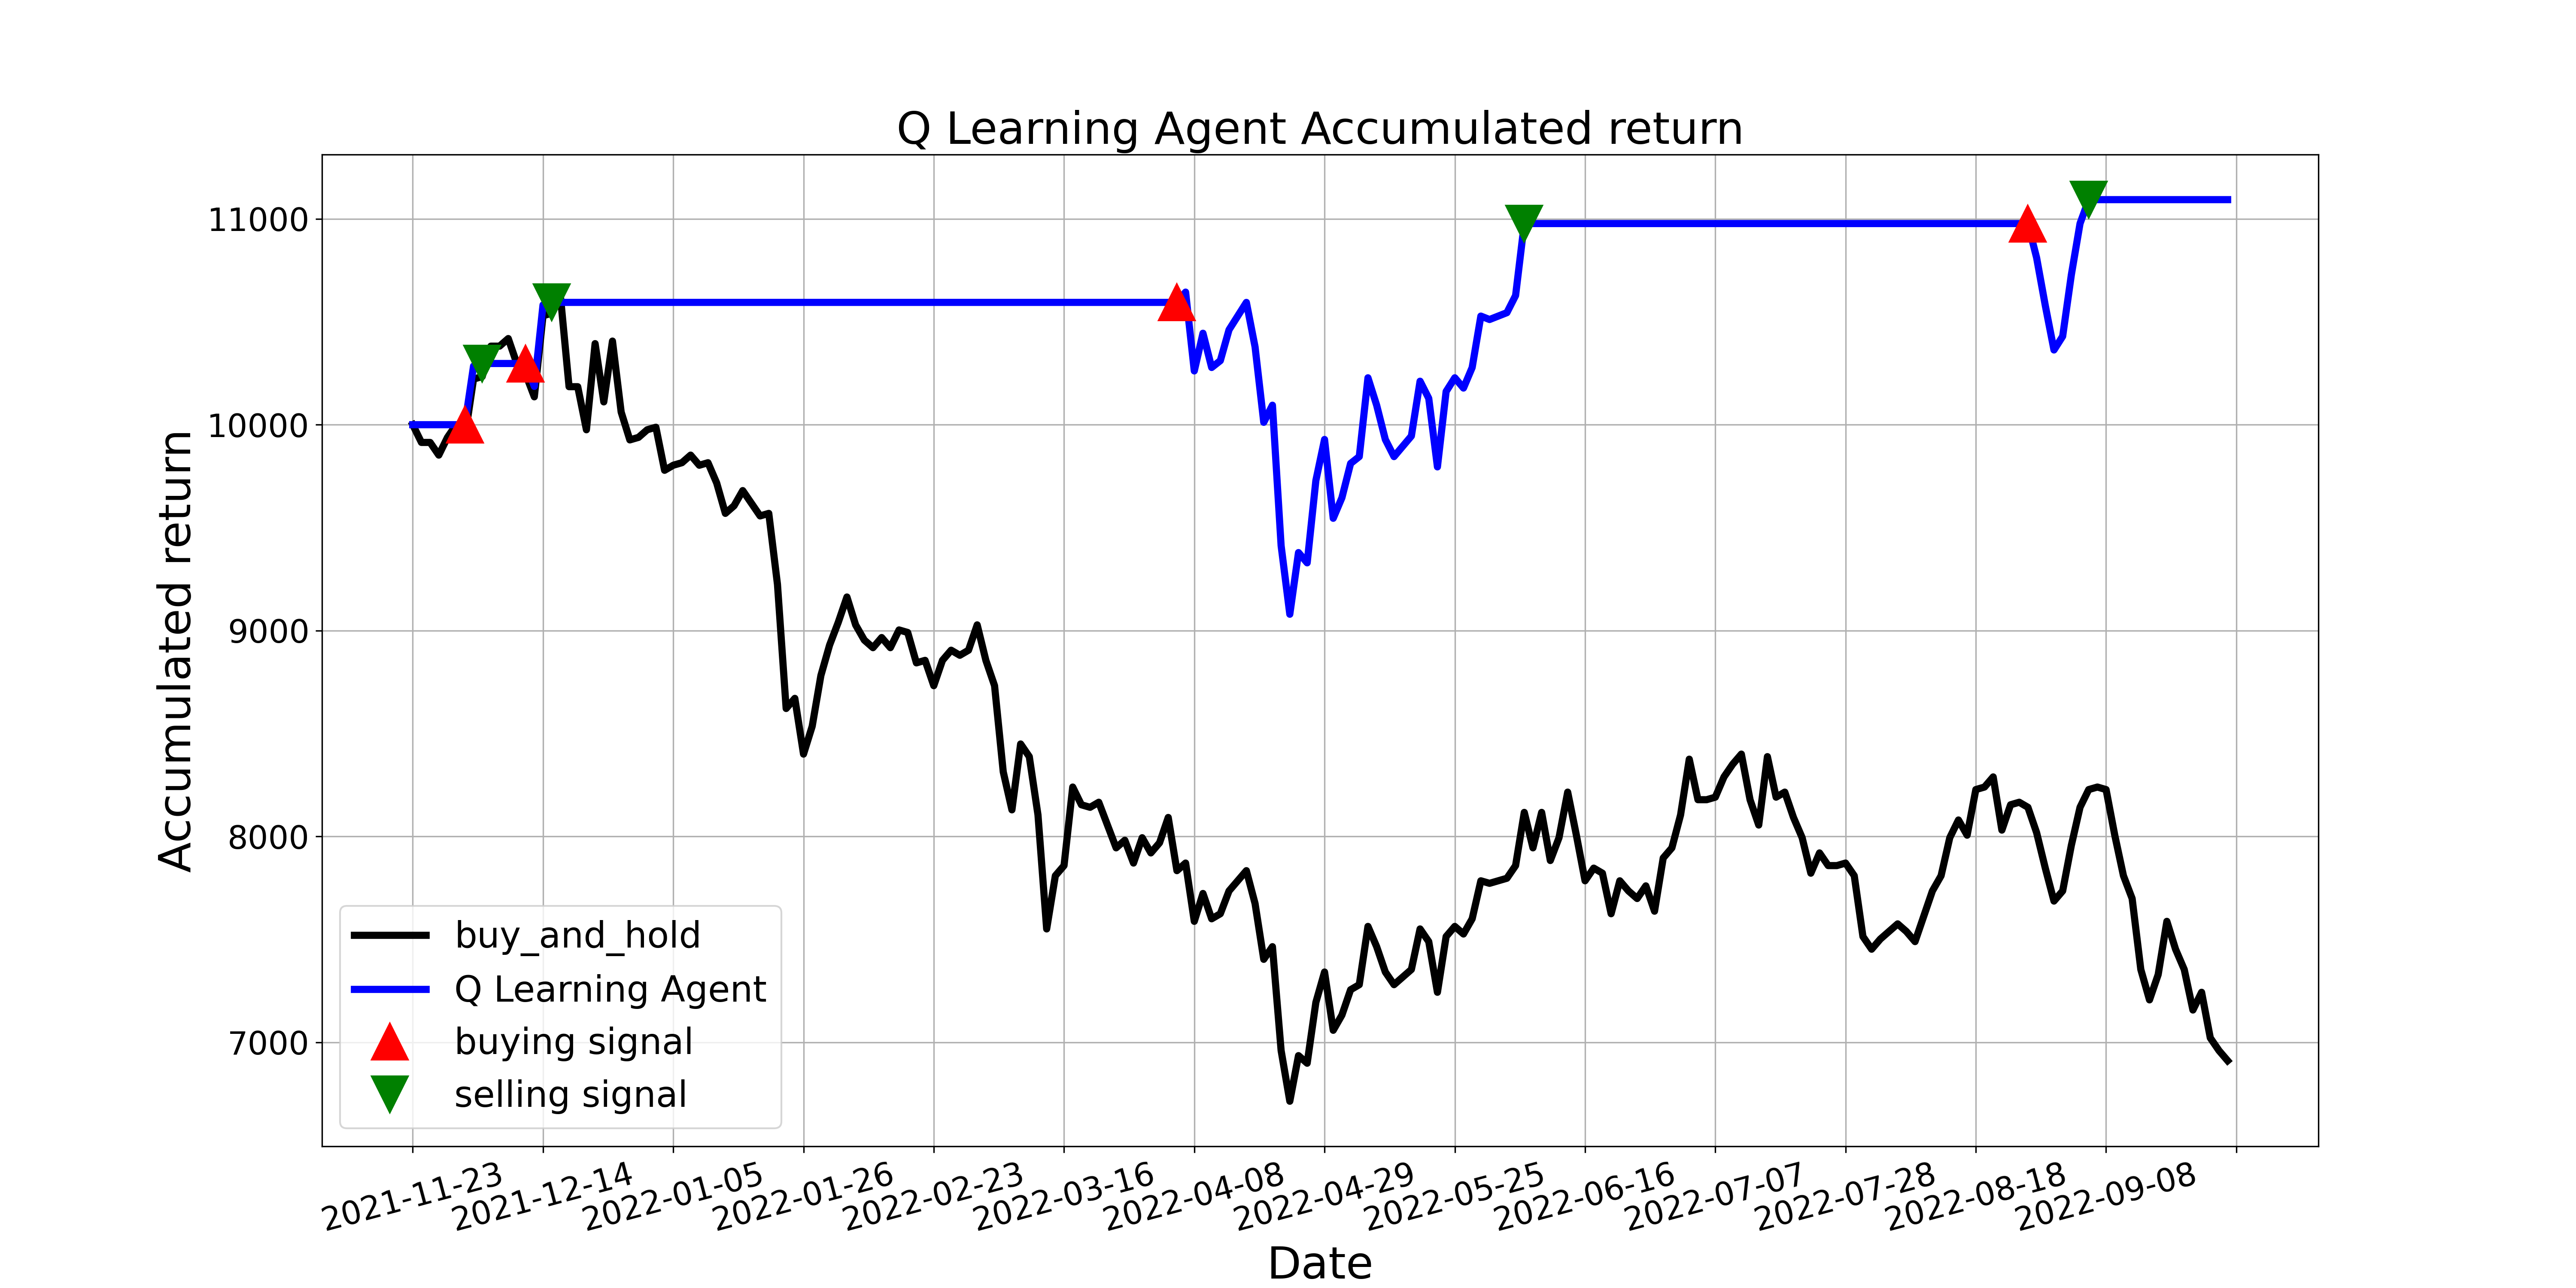 Q Learning Agent Accumulated return
Accumulated return
11000
10000
9000
8000
7000
buy_and_hold
Q Learning Agent
buying signal
selling signal
2021-11-23
2021-12-14
2022-01-05
2022-01-26
2022-02-23
2022-03-16
2022-04-08
2022-04-29
2022-05-25
2022-06-16
2022-07-07
2022-07-28
2022-08-18
2022-09-08
Date